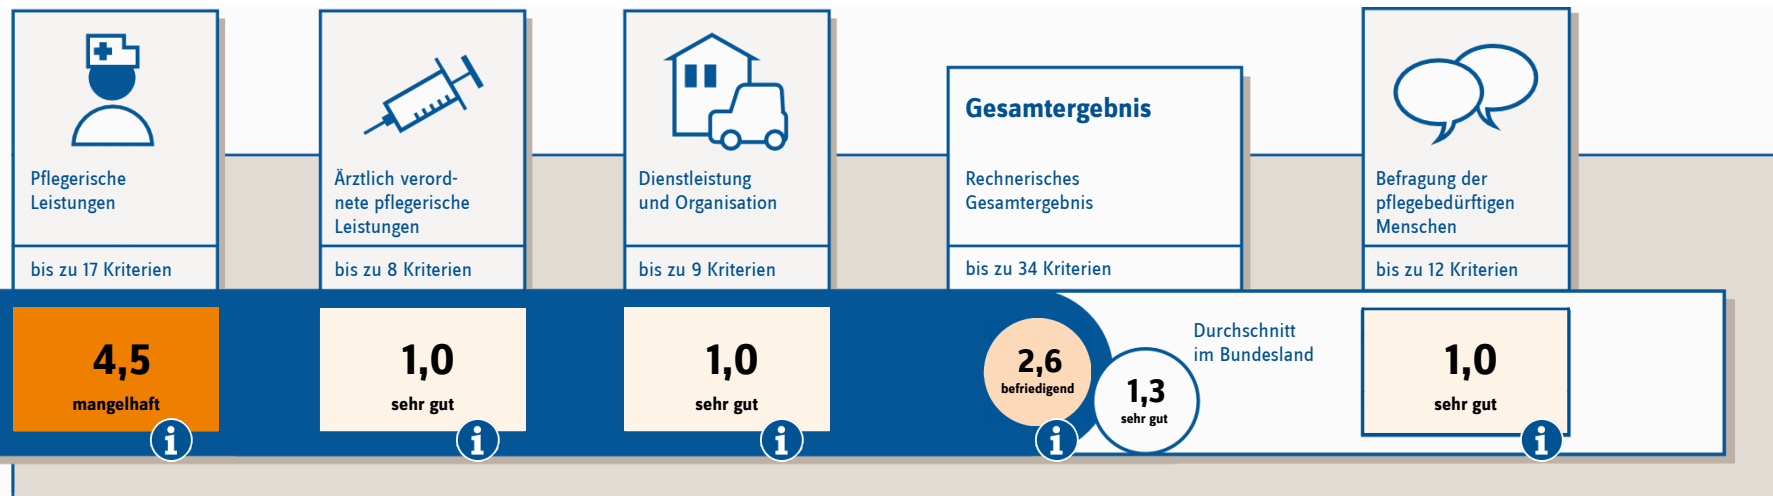 Pflegerische
Leistungen
bis zu 17 Kriterien
4,5
mangelhaft
i
Ärztlich verord-
nete pflegerische
Leistungen
bis zu 8 Kriterien
1,0
sehr gut
i
Dienstleistung
und Organisation
bis zu 9 Kriterien
1,0
sehr gut
i
Gesamtergebnis
Rechnerisches
Gesamtergebnis
bis zu 34 Kriterien
2,6
befriedigend
i
1,3
sehr gut
Durchschnitt
im Bundesland
Befragung der
pflegebedürftigen
Menschen
bis zu 12 Kriterien
1,0
sehr gut
i